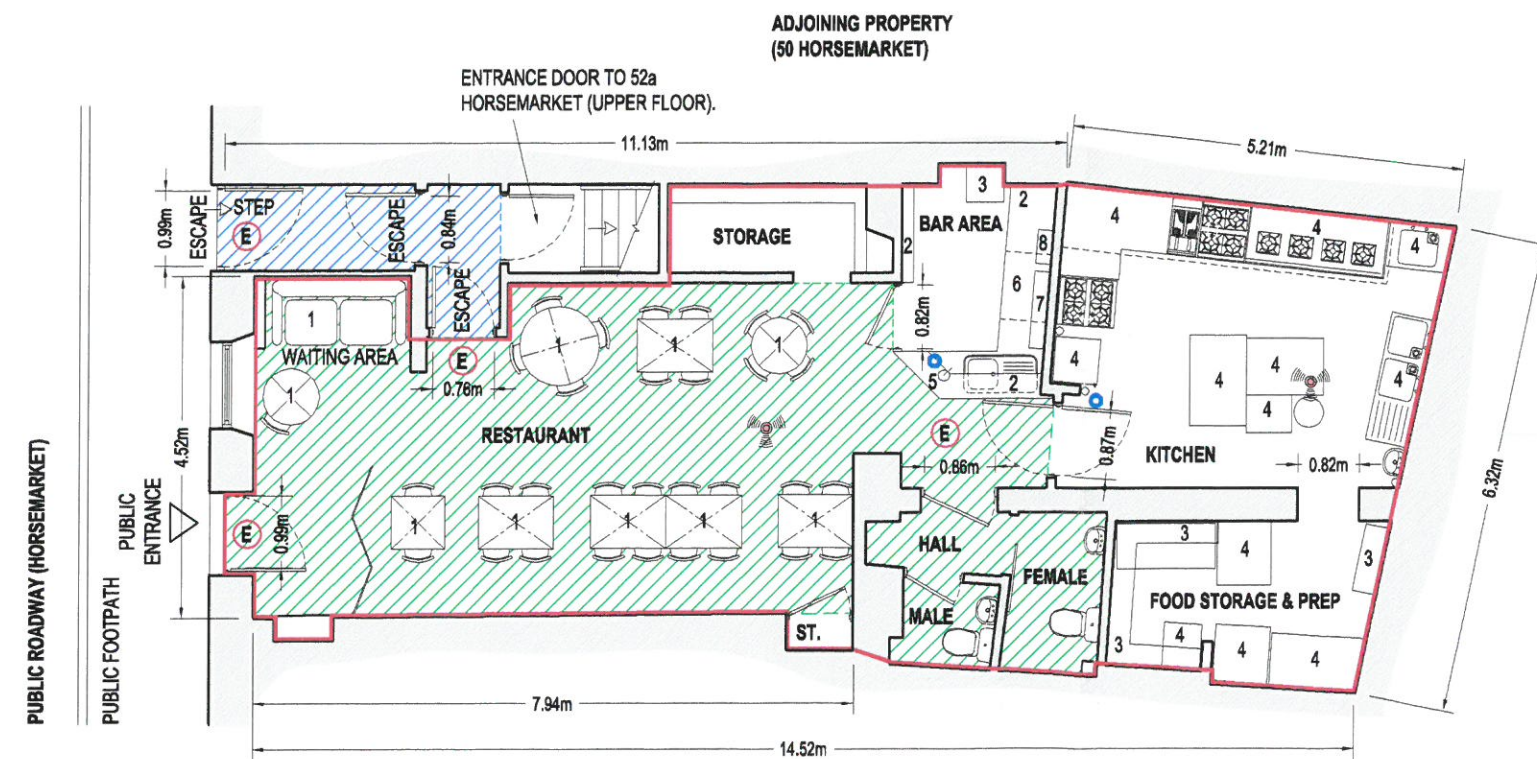 ADJOINING PROPERTY
(50 HORSEMARKET)
ENTRANCE DOOR TO 52a
HORSEMARKET (UPPER FLOOR).
11.13m
5.21m
0.99m
ESCAPE
STEP
E
ESCAPE
0.84m
ESCAPE
STORAGE
BAR AREA
3
2
2
8
6
7
0.82m
5
2
4
4
4
4
4
4
4
4
4
1
WAITING AREA
1
E
0.76m
1
1
1
RESTAURANT
E
0.86m
0.87m
KITCHEN
0.82m
6.32m
4.52m
PUBLIC ROADWAY (HORSEMARKET)
PUBLIC FOOTPATH
PUBLIC
ENTRANCE
E
0.99m
1
1
1
1
1
HALL
FEMALE
MALE
ST.
3
4
3
FOOD STORAGE & PREP
3
4
4
4
7.94m
14.52m